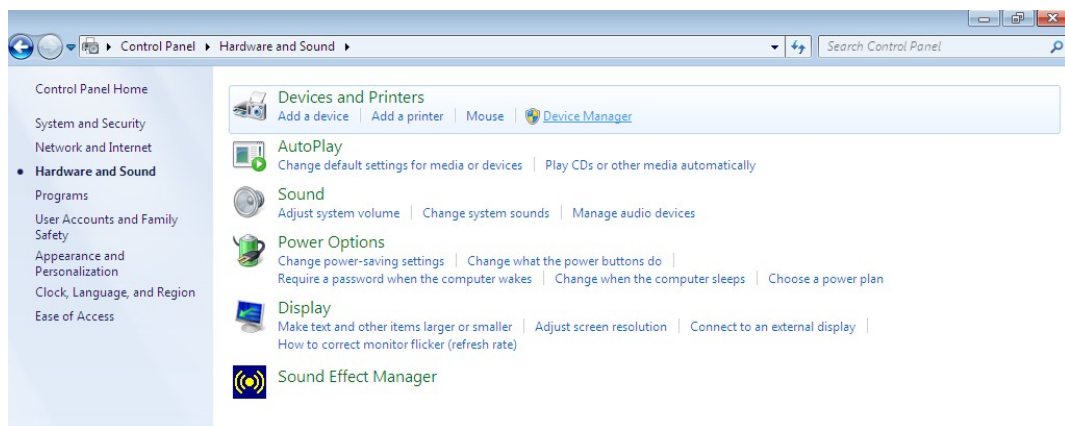 Control Panel Hardware and Sound Search Control Panel
Control Panel Home
System and Security
Network and Internet
Hardware and Sound
Programs
User Accounts and Family
Safety
Appearance and
Personalization
Clock, Language, and Region
Ease of Access
Devices and Printers
Add a device Add a printer Mouse Device Manager
AutoPlay
Change default settings for media or devices Play CDs or other media automatically
Sound
Adjust system volume Change system sounds Manage audio devices
Power Options
Change power-saving settings Change what the power buttons do
Require a password when the computer wakes Change when the computer sleeps Choose a power plan
Display
Make text and other items larger or smaller Adjust screen resolution Connect to an external display
How to correct monitor flicker (refresh rate)
Sound Effect Manager